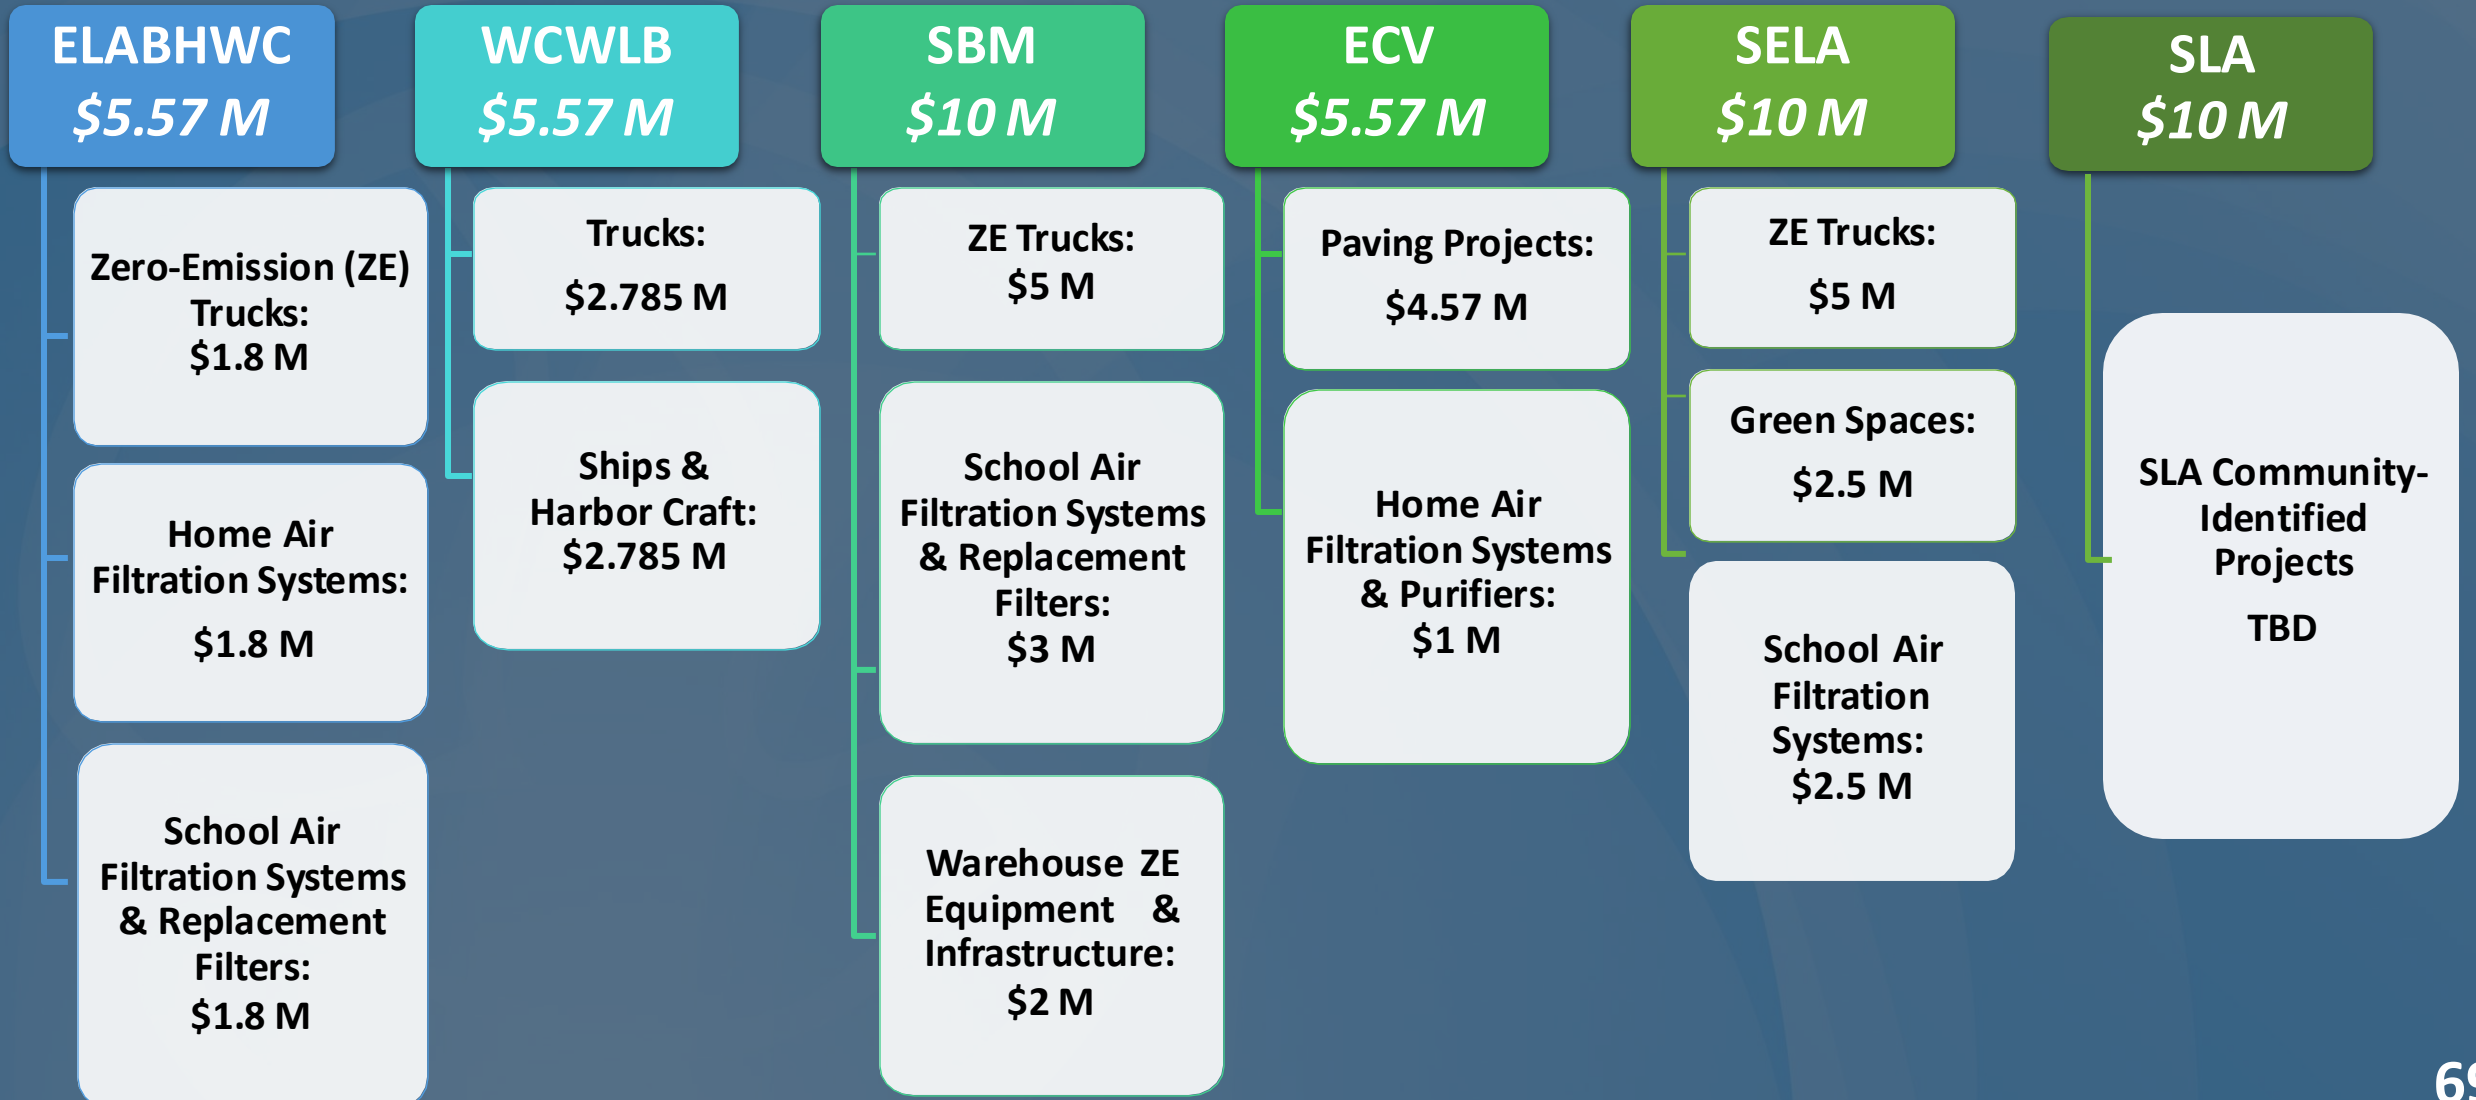 ELABHWC
$5.57 M
Zero-Emission (ZE)
Trucks:
$1.8 M
Home Air
Filtration Systems:
$1.8 M
School Air
Filtration Systems
& Replacement
Filters:
$1.8 M
WCWLB
$5.57 M
Trucks:
$2.785 M
Ships &
Harbor Craft:
$2.785 M
SBM
$10 M
ZE Trucks:
$5 M
School Air
Filtration Systems
& Replacement
Filters:
$3 M
Warehouse ZE
Equipment &
Infrastructure:
$2 M
ECV
$5.57 M
Paving Projects:
$4.57 M
Home Air
Filtration Systems
& Purifiers:
$1 M
SELA
$10 M
ZE Trucks:
$5 M
Green Spaces:
$2.5 M
School Air
Filtration
Systems:
$2.5 M
SLA
$10 M
SLA Community-
Identified
Projects
TBD